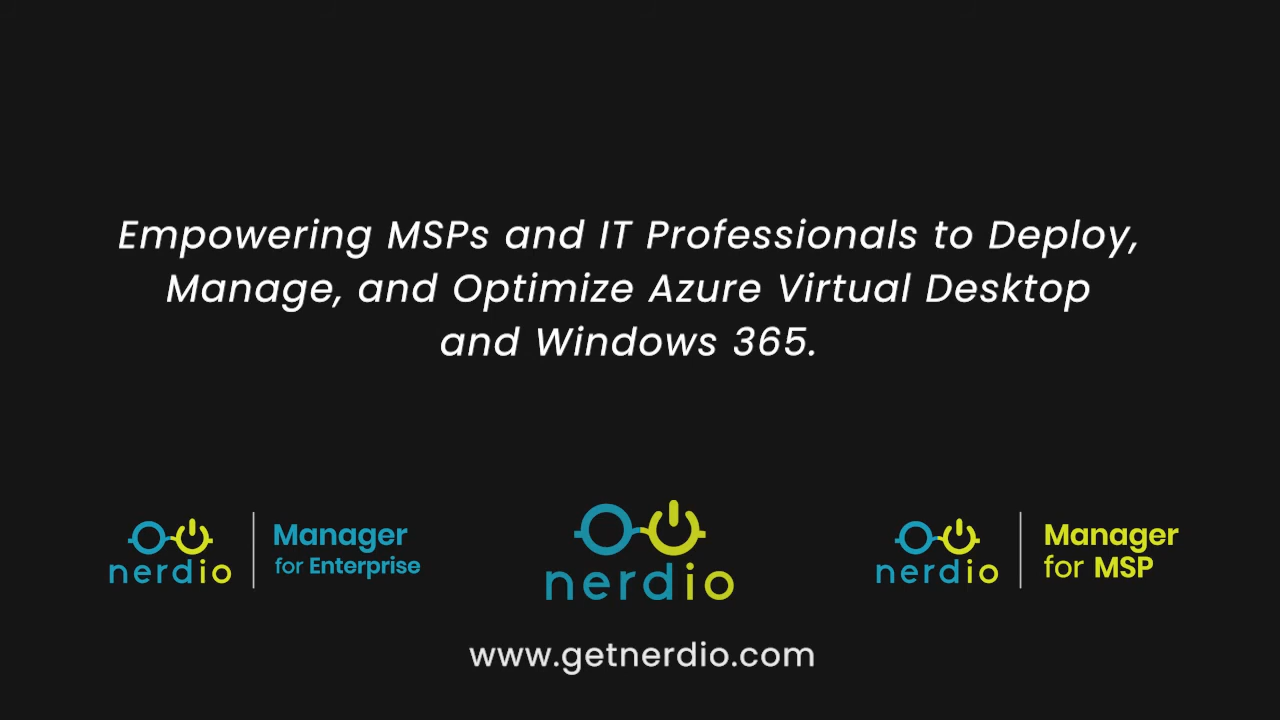 Empowering MSPs and IT Professionals to Deploy,
Manage, and Optimize Azure Virtual Desktop
and Windows 365.
nerdio
Manager
for Enterprise
nerdio
nerdio
Manager
for MSP
www.getnerdio.com